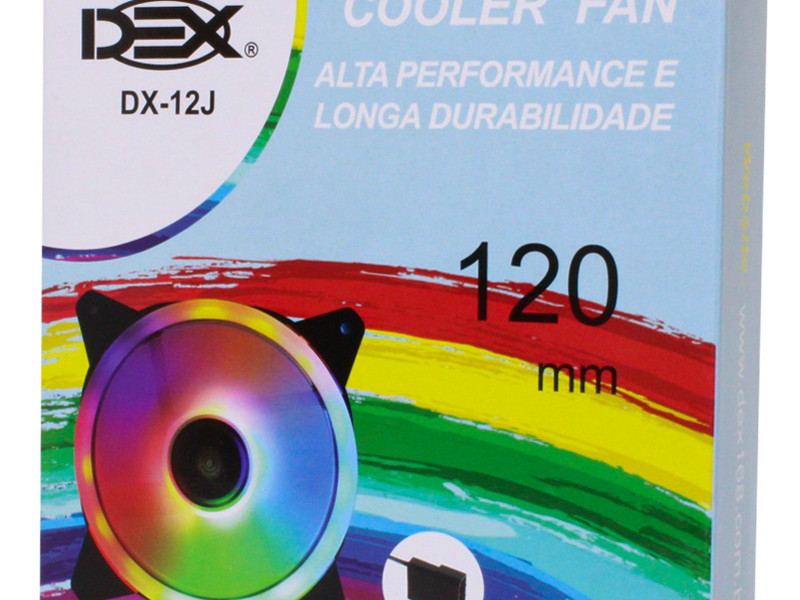 COOLER FAN
DEX®
DX-12J
ALTA PERFORMANCE E
LONGA DURABILIDADE
120
mm